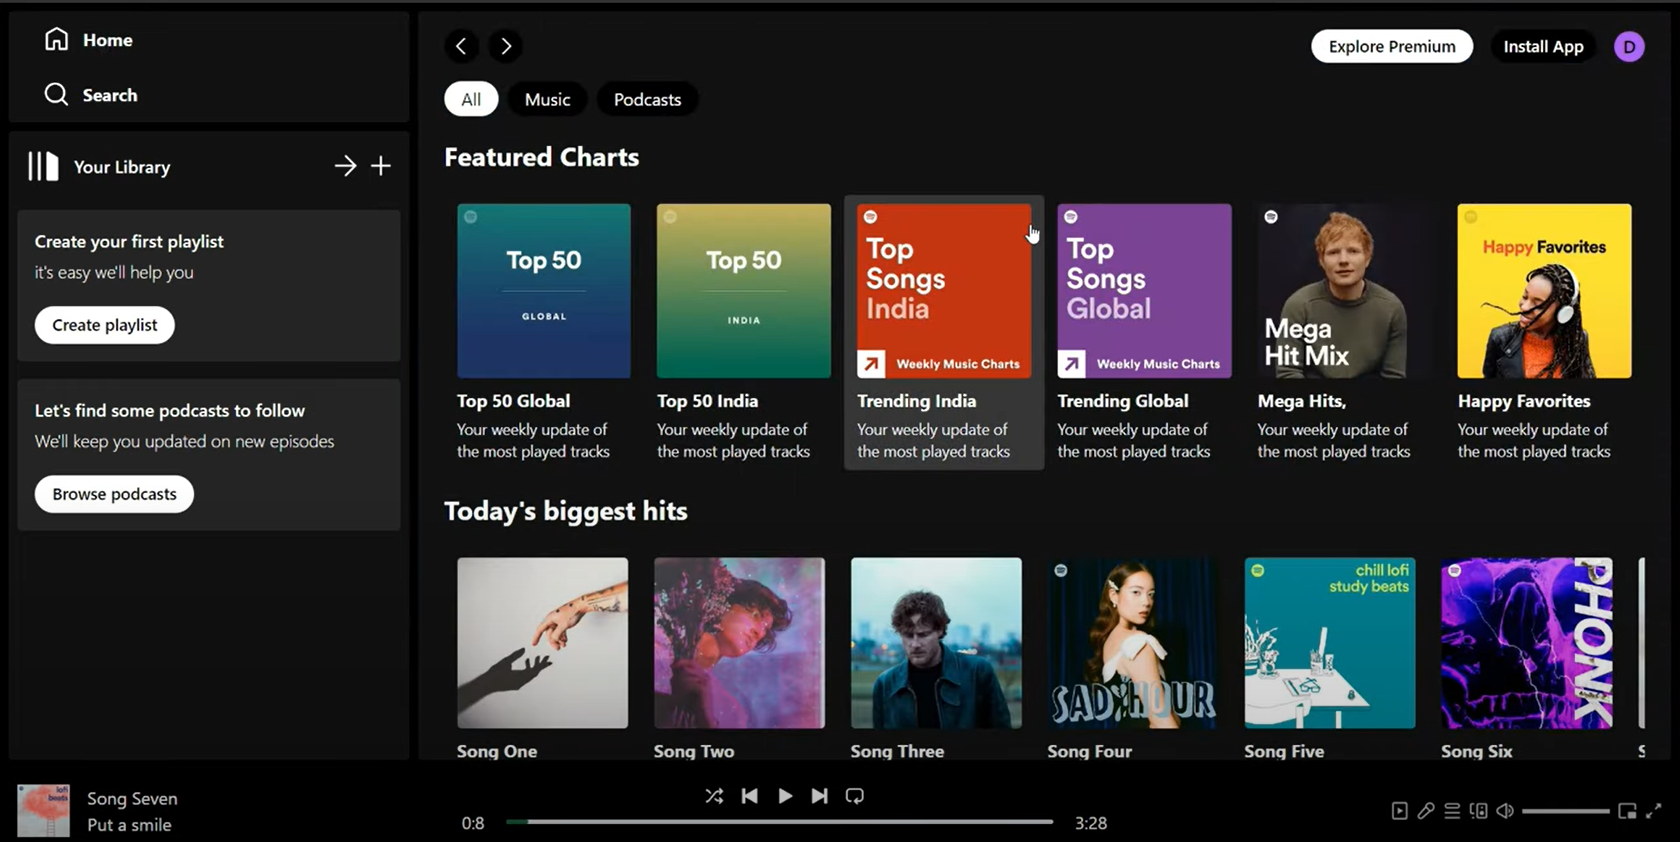 Home
Search
Your Library
Create your first playlist
it's easy we'll help you
Create playlist
Let's find some podcasts to follow
We'll keep you updated on new episodes
Browse podcasts
Explore Premium
Install App
D
All
Music
Podcasts
Featured Charts
Top 50
GLOBAL
Top 50 Global
Your weekly update of
the most played tracks
Top 50
INDIA
Top 50 India
Your weekly update of
the most played tracks
Top
Songs
India
Weekly Music Charts
Trending India
Your weekly update of
the most played tracks
Top
Songs
Global
Weekly Music Charts
Trending Global
Your weekly update of
the most played tracks
Mega
Hit Mix
Mega Hits,
Your weekly update of
the most played tracks
Happy Favorites
Happy Favorites
Your weekly update of
the most played tracks
Today's biggest hits
Song One
Song Two
Song Three
SAD HOUR
Song Four
chill lofi
study beats
Song Five
PHONK
Song Six
S
lofi
beats
Song Seven
Put a smile
0:8
3:28